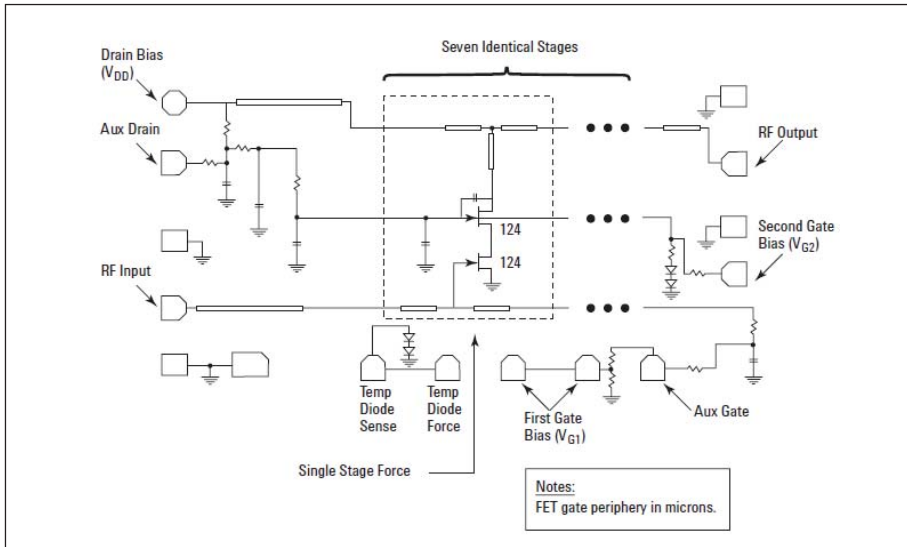 Seven Identical Stages
Drain Bias
(VDD)
Aux Drain
RF Output
124
Second Gate
Bias (VG2)
124
RF Input
Temp
Diode
Sense
Temp
Diode
Force
First Gate
Bias (VG1)
Aux Gate
Single Stage Force
Notes:
FET gate periphery in microns.